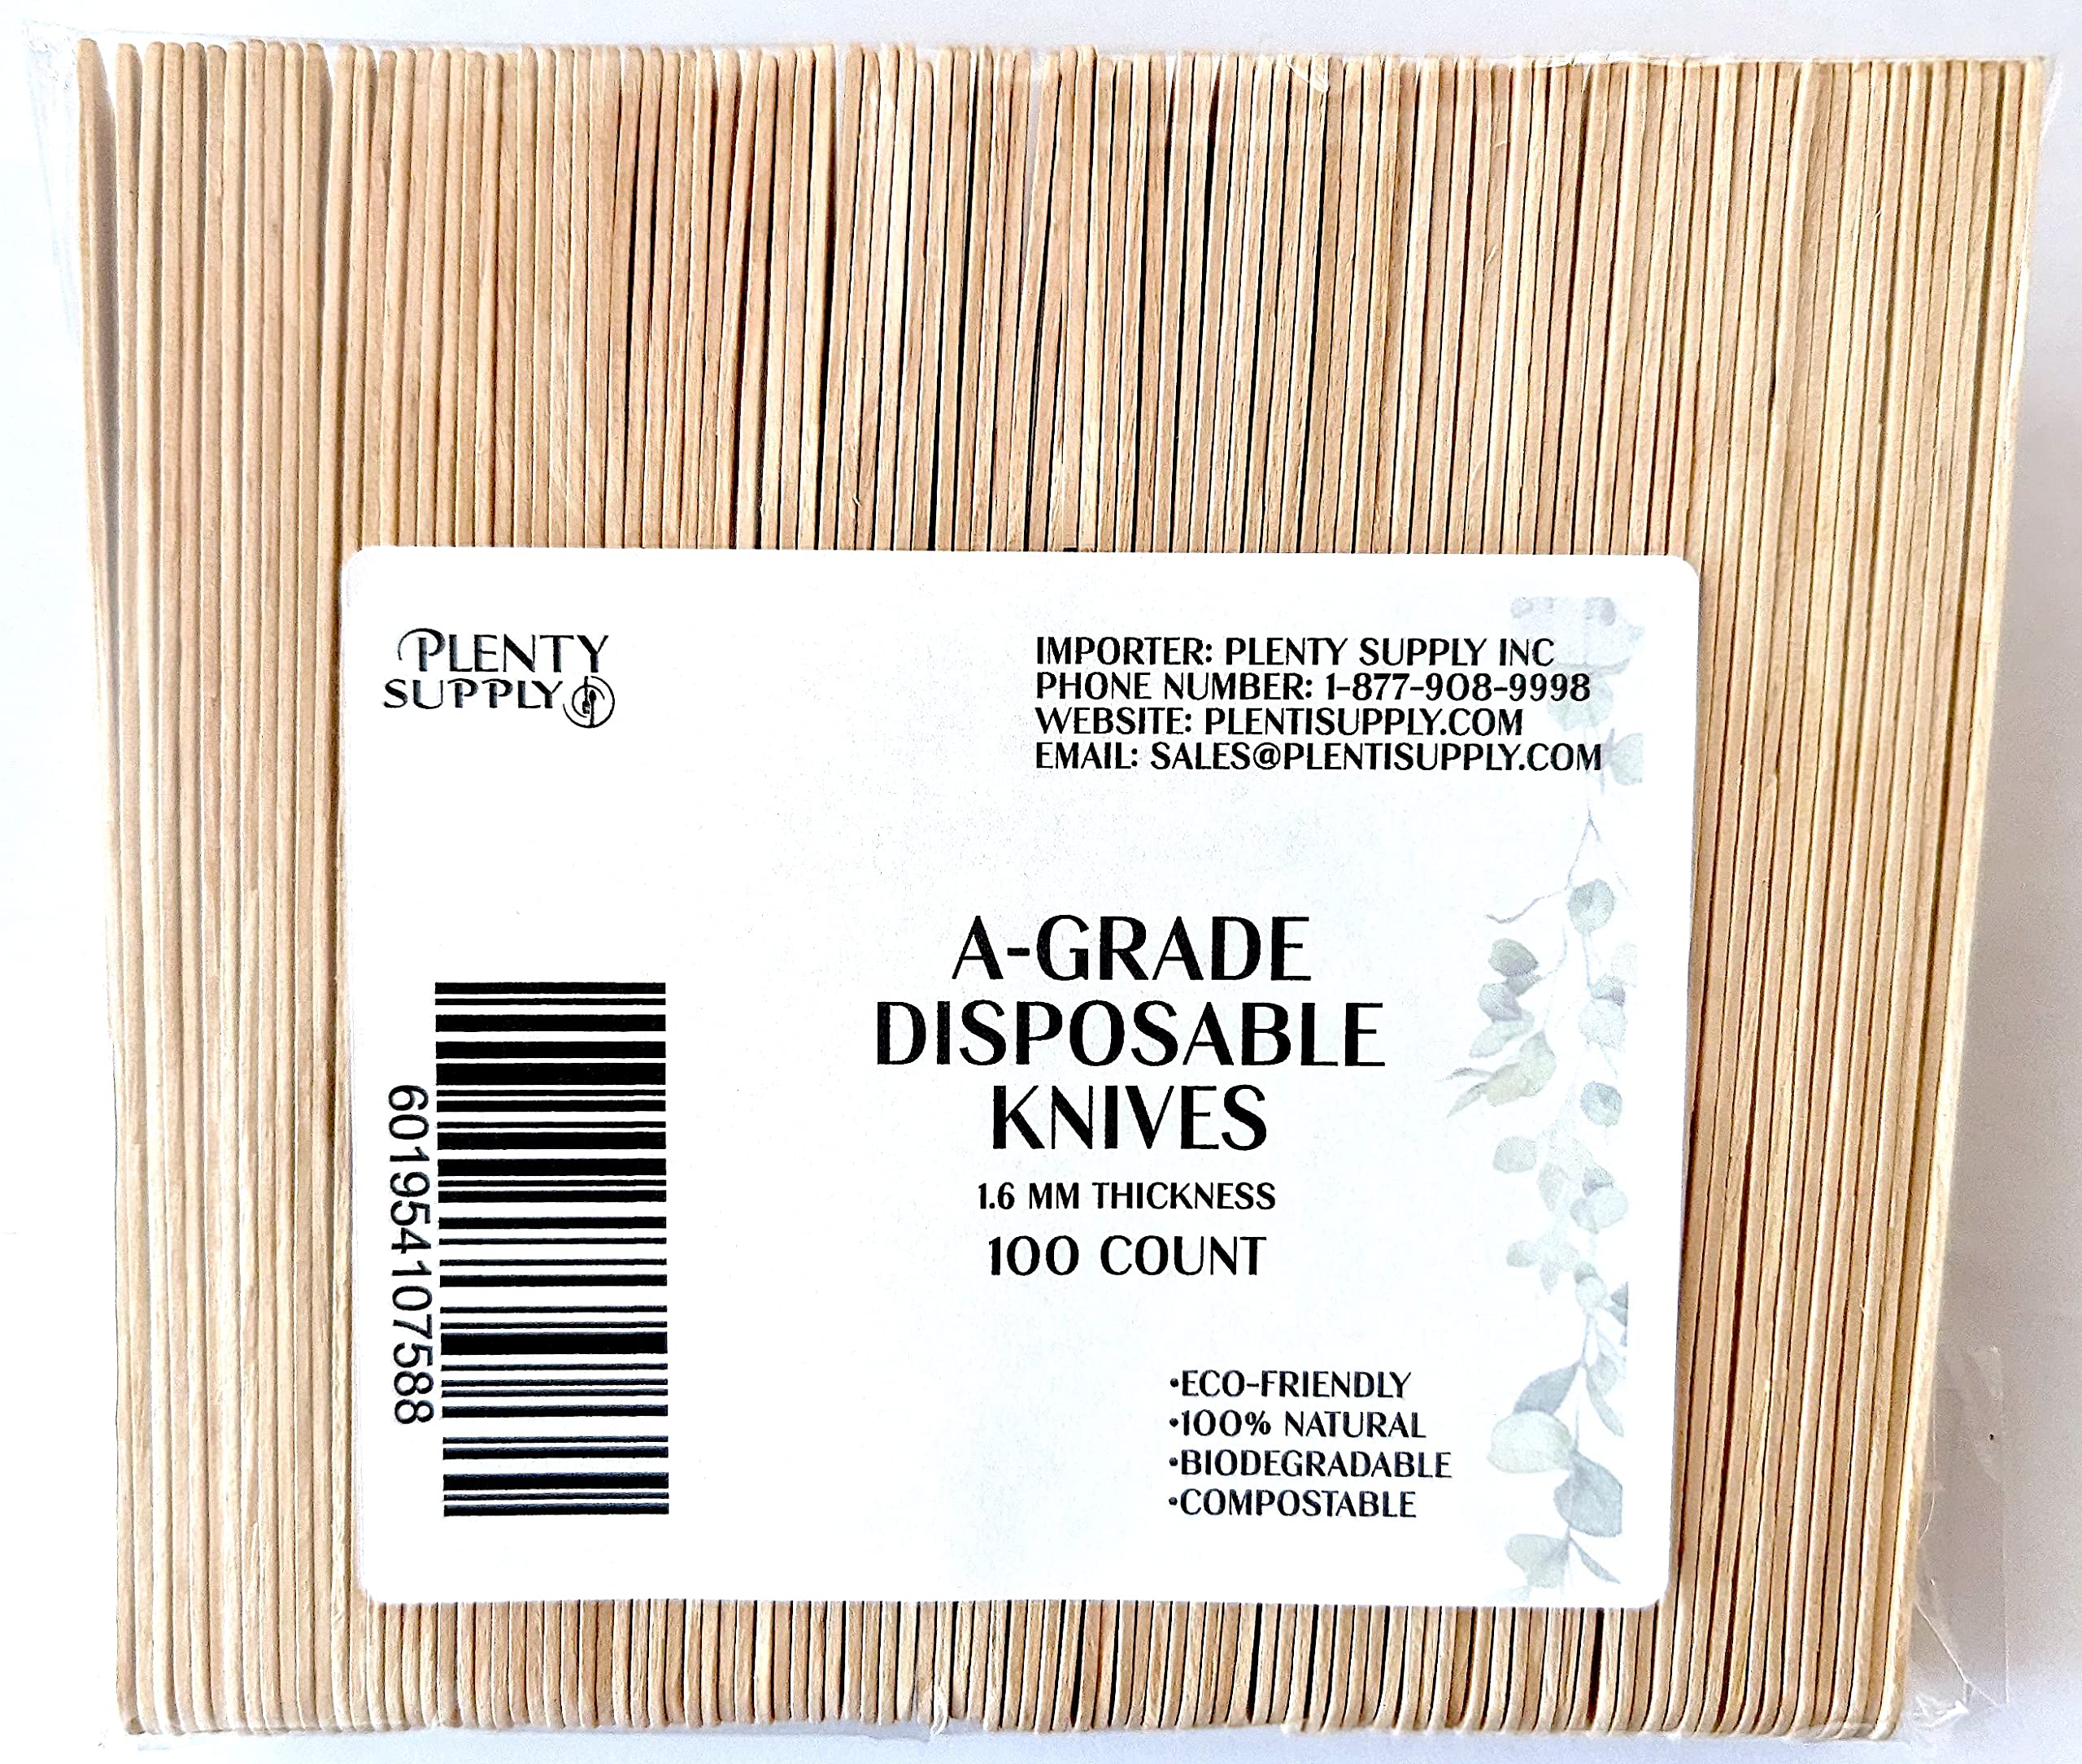 PLENTY
SUPPLY
IMPORTER: PLENTY SUPPLY INC
PHONE NUMBER: 1-877-908-9998
WEBSITE: PLENTISUPPLY.COM
EMAIL: SALES@PLENTISUPPLY.COM
A-GRADE
DISPOSABLE
KNIVES
1.6 MM THICKNESS
100 COUNT
601954107588
•ECO-FRIENDLY
•100% NATURAL
•BIODEGRADABLE
•COMPOSTABLE